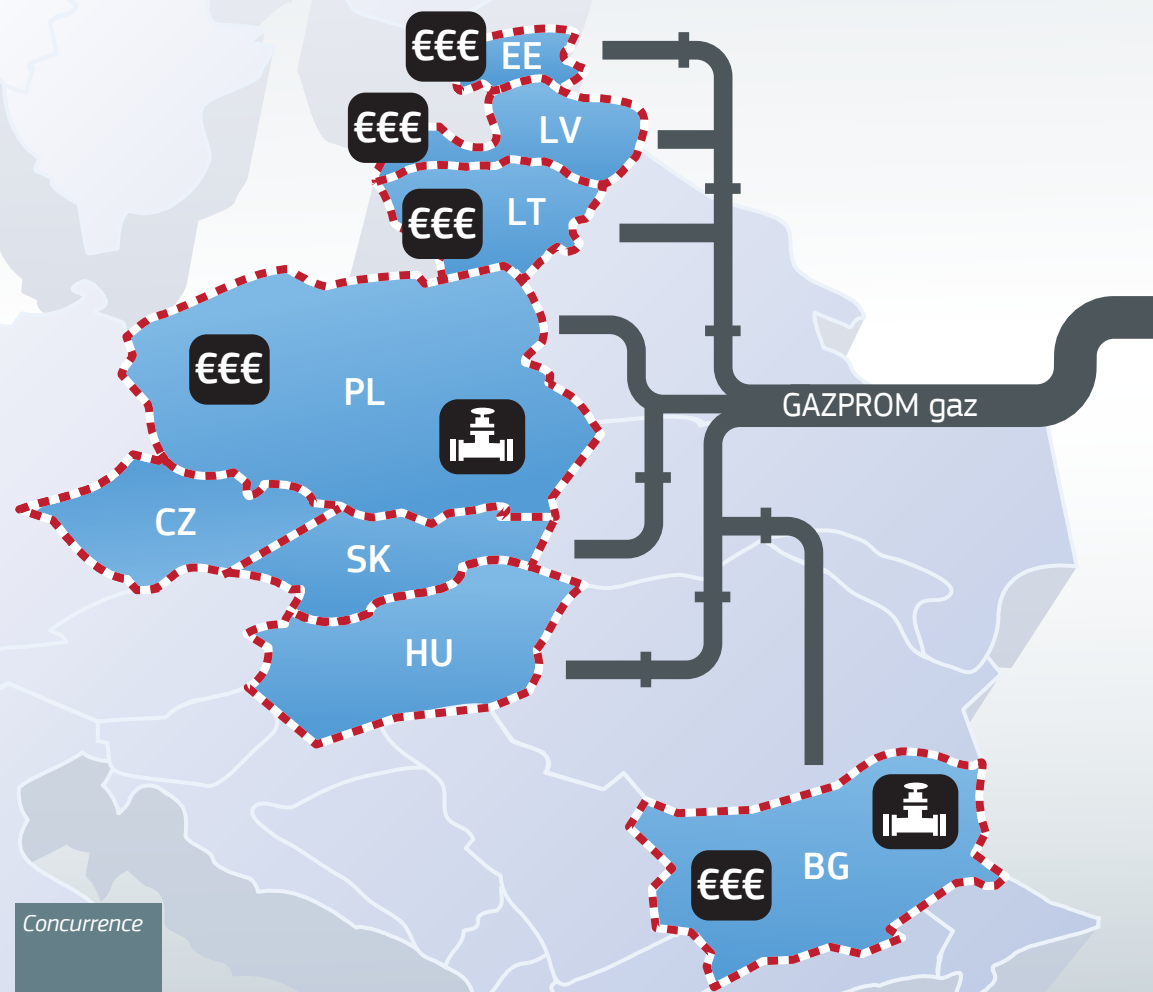 €€€
EE
€€€
LV
€€€
LT
€€€
PL
GAZPROM gaz
CZ
SK
HU
€€€
BG
Concurrence